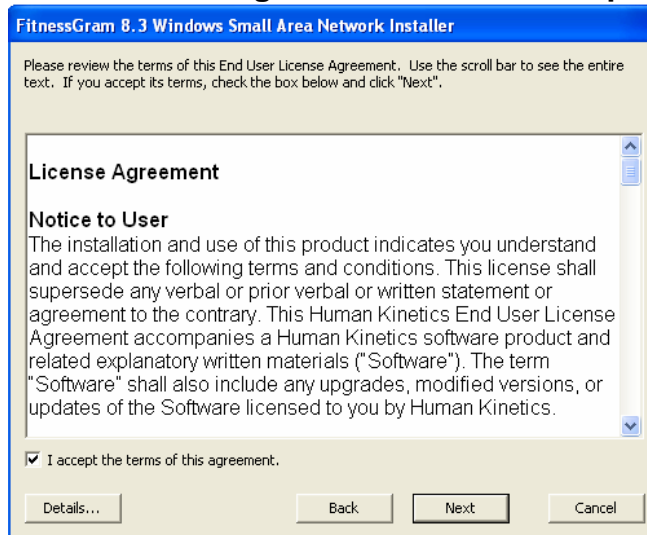 FitnessGram 8.3 Windows Small Area Network Installer
Please review the terms of this End User License Agreement.  Use the scroll bar to see the entire
text.  If you accept its terms, check the box below and click "Next".
License Agreement
Notice to User
The installation and use of this product indicates you understand
and accept the following terms and conditions. This license shall
supersede any verbal or prior verbal or written statement or
agreement to the contrary. This Human Kinetics End User License
Agreement accompanies a Human Kinetics software product and
related explanatory written materials ("Software"). The term
"Software" shall also include any upgrades, modified versions, or
updates of the Software licensed to you by Human Kinetics.
I accept the terms of this agreement.
Details... Back Next Cancel